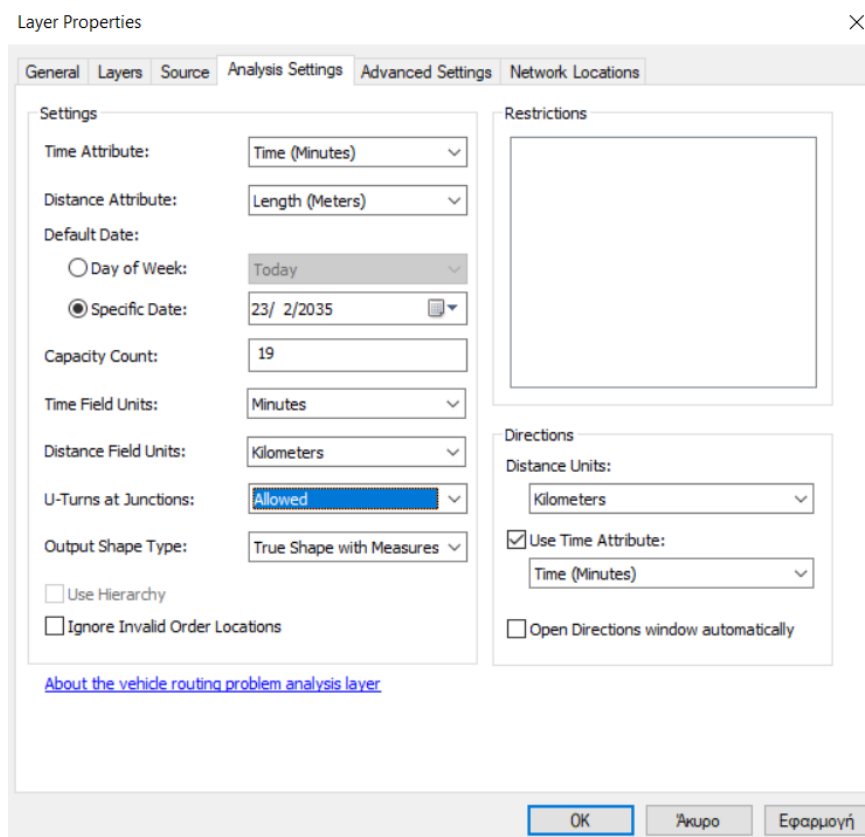 Layer Properties
General Layers Source Analysis Settings Advanced Settings Network Locations
Settings
Time Attribute: Time (Minutes)
Distance Attribute: Length (Meters)
Default Date:
Day of Week: Today
Specific Date: 23/ 2/2035
Capacity Count: 19
Time Field Units: Minutes
Distance Field Units: Kilometers
U-Turns at Junctions: Allowed
Output Shape Type: True Shape with Measures
Use Hierarchy
Ignore Invalid Order Locations
Restrictions
Directions
Distance Units:
Kilometers
Use Time Attribute:
Time (Minutes)
Open Directions window automatically
About the vehicle routing problem analysis layer
OK Άκυρο Εφαρμογή